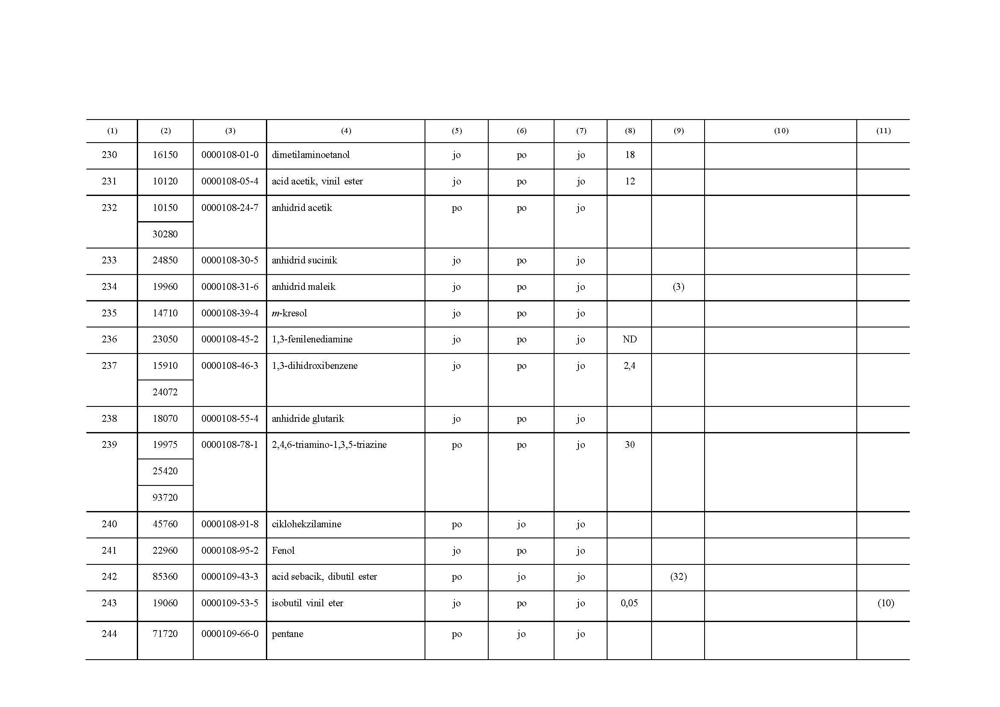 (1) (2) (3) (4) (5) (6) (7) (8) (9) (10) (11)
230 16150 0000108-01-0 dimetilaminoetanol jo po jo 18
231 10120 0000108-05-4 acid acetik, vinil ester jo po jo 12
232 10150 0000108-24-7 anhidrid acetik po po jo
30280
233 24850 0000108-30-5 anhidrid sucinik jo po jo
234 19960 0000108-31-6 anhidrid maleik jo po jo (3)
235 14710 0000108-39-4 m-kresol jo po jo
236 23050 0000108-45-2 1,3-fenilenediamine jo po jo ND
237 15910 0000108-46-3 1,3-dihidroxibenzene jo po jo 2,4
24072
238 18070 0000108-55-4 anhidride glutarik jo po jo
239 19975 0000108-78-1 2,4,6-triamino-1,3,5-triazine po po jo 30
25420
93720
240 45760 0000108-91-8 ciklohekzilamine po jo jo
241 22960 0000108-95-2 Fenol jo po jo
242 85360 0000109-43-3 acid sebacik, dibutil ester po jo jo (32)
243 19060 0000109-53-5 isobutil vinil eter jo po jo 0,05 (10)
244 71720 0000109-66-0 pentane po jo jo